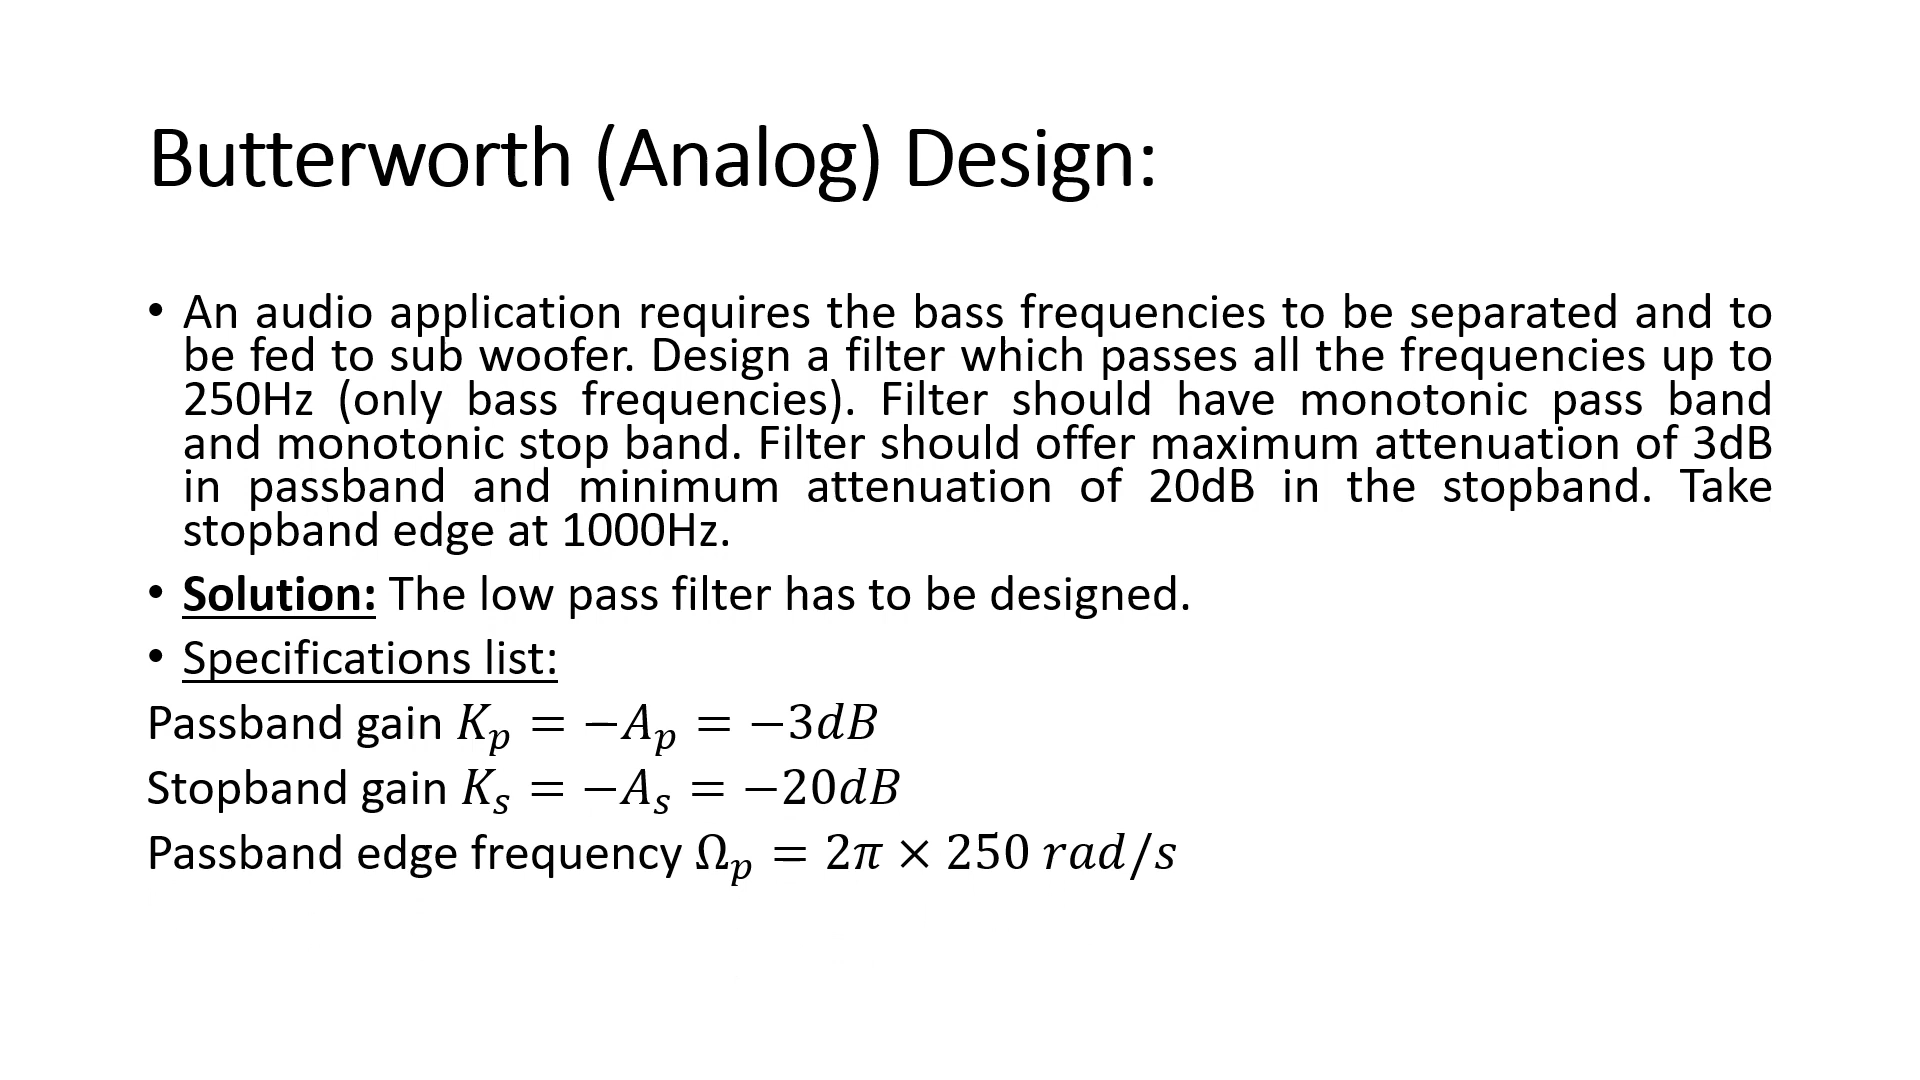 Butterworth (Analog) Design:
• An audio application requires the bass frequencies to be separated and to
be fed to sub woofer. Design a filter which passes all the frequencies up to
250Hz (only bass frequencies). Filter should have monotonic pass band
and monotonic stop band. Filter should offer maximum attenuation of 3dB
in passband and minimum attenuation of 20dB in the stopband. Take
stopband edge at 1000Hz.
• Solution: The low pass filter has to be designed.
• Specifications list:
Passband gain Kₚ = −Aₚ = −3dB
Stopband gain Kₛ = −Aₛ = −20dB
Passband edge frequency Ωₚ = 2π × 250 rad/s